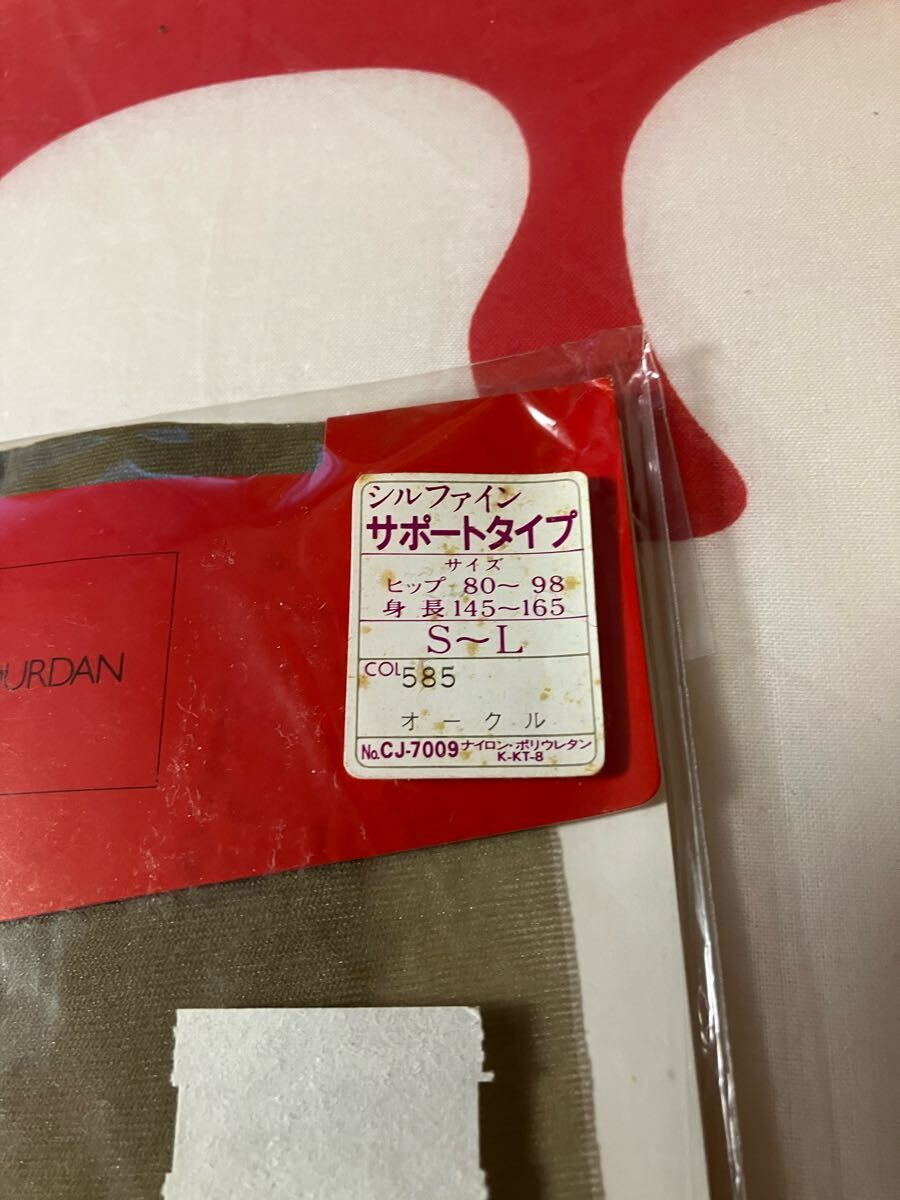 OURDAN
シルファイン
サポートタイプ
サイズ
ヒップ 80〜98
身長 145〜165
S〜L
COL 585
オークル
No.CJ-7009 ナイロン・ポリウレタン
K-KT-8